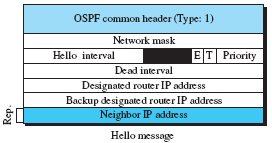 OSPF common header (Type: 1)
Network mask
Hello interval E T Priority
Dead interval
Designated router IP address
Backup designated router IP address
Rep. Neighbor IP address
Hello message